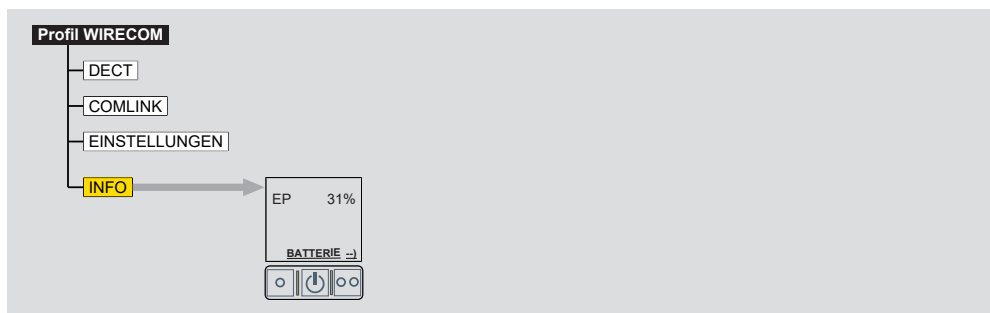 Profil WIRECOM
DECT
COMLINK
EINSTELLUNGEN
INFO
EP 31%
BATTERIE --)